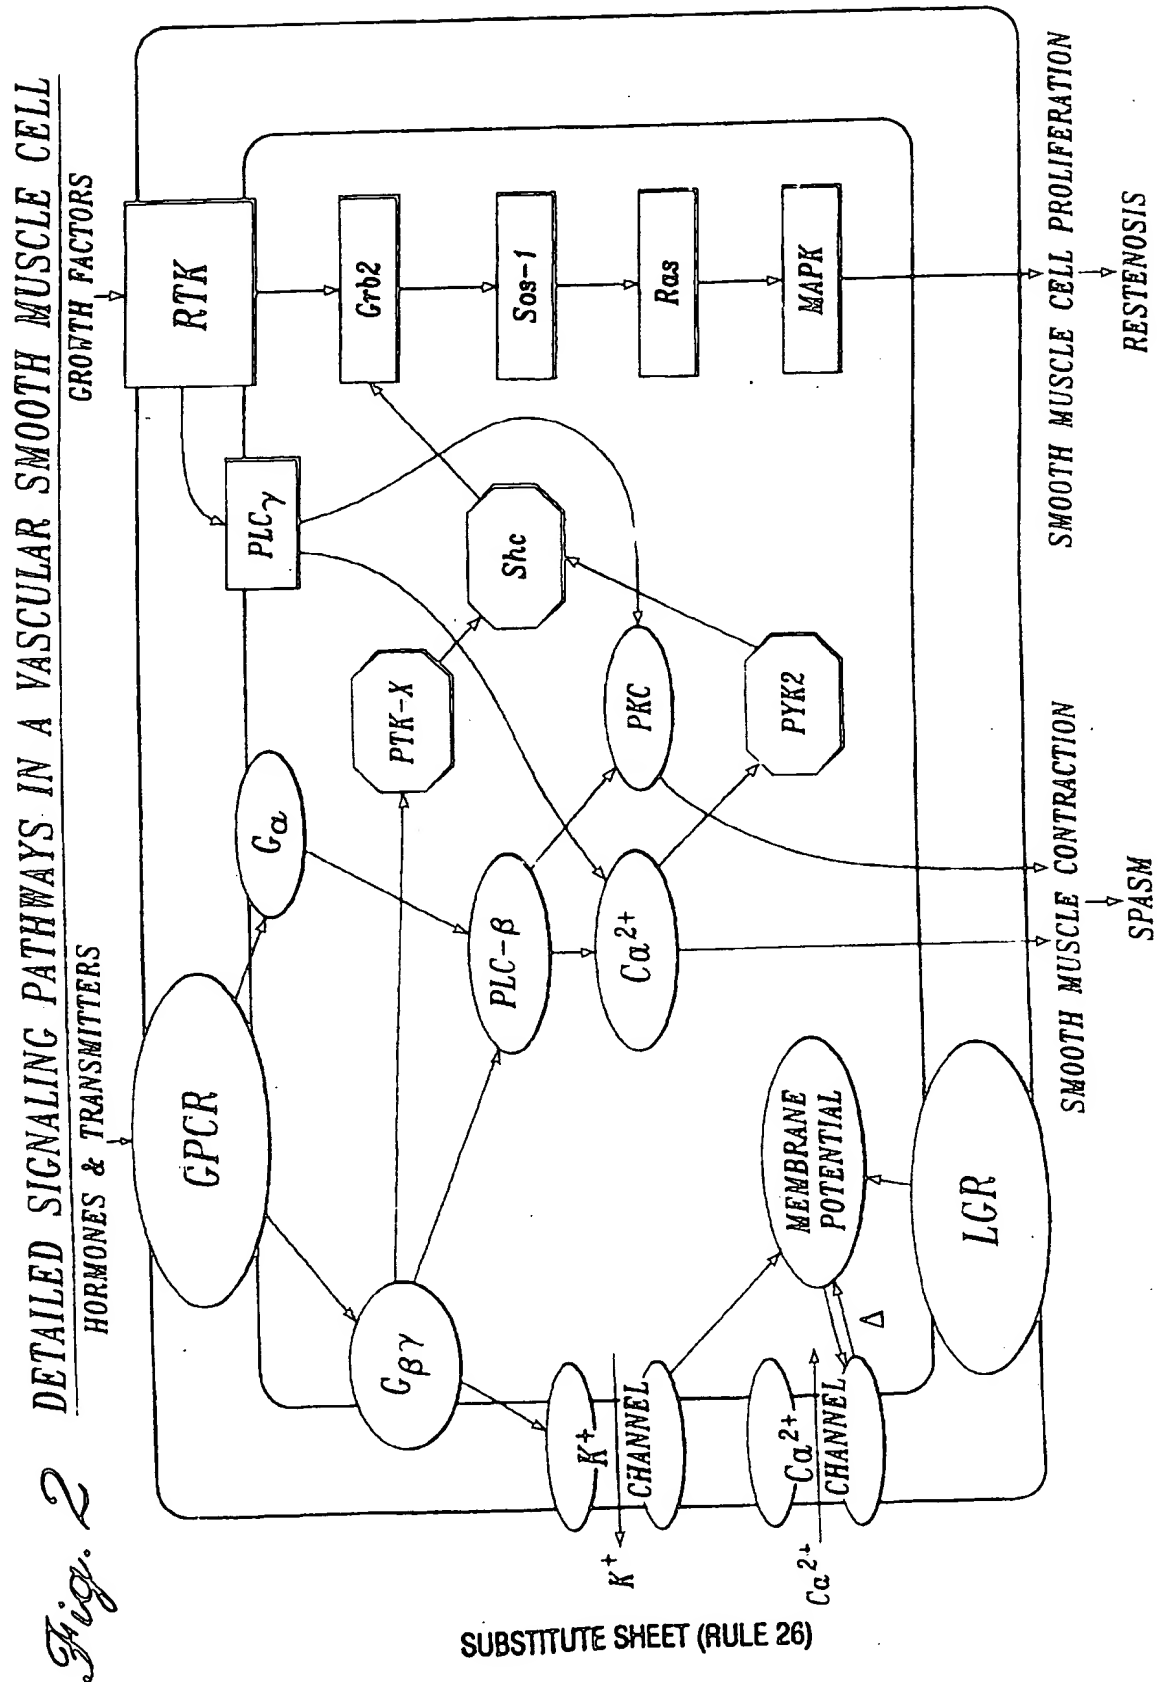 Fig. 2
DETAILED SIGNALING PATHWAYS IN A VASCULAR SMOOTH MUSCLE CELL
HORMONES & TRANSMITTERS
GROWTH FACTORS
GPCR
RTK
Gα
PLCγ
Gβγ
PTK-X
Grb2
PLC-β
Shc
Sos-1
K+
CHANNEL
K+
Ca2+
PKC
Ras
MEMBRANE
POTENTIAL
PYK2
MAPK
Ca2+
CHANNEL
Ca2+
Δ
LGR
SMOOTH MUSCLE CONTRACTION
SPASM
SMOOTH MUSCLE CELL PROLIFERATION
RESTENOSIS
SUBSTITUTE SHEET (RULE 26)